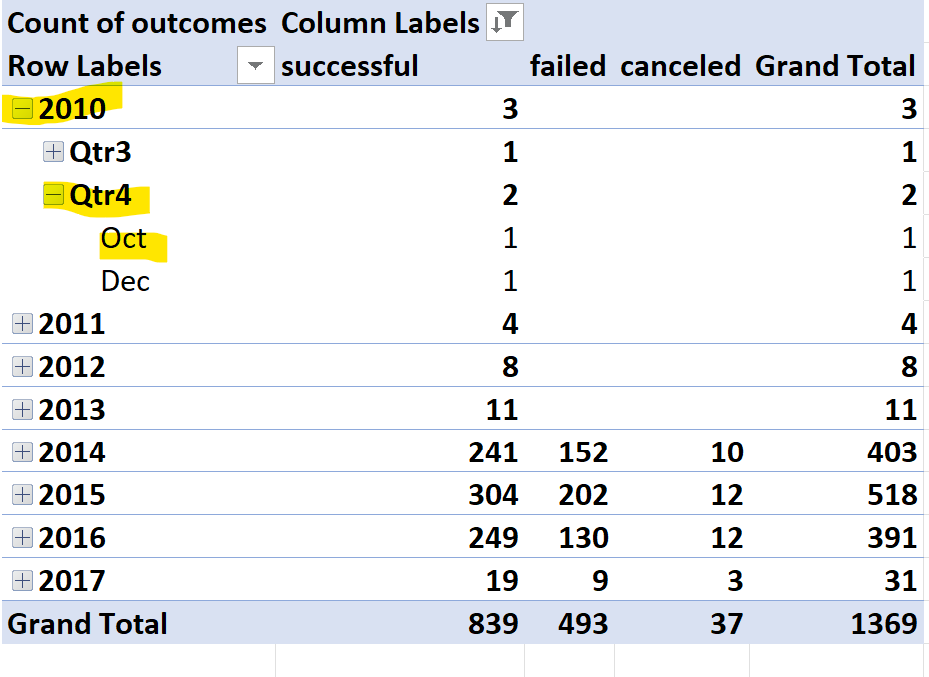 Count of outcomes Column Labels
Row Labels successful failed canceled Grand Total
2010 3 3
Qtr3 1 1
Qtr4 2 2
Oct 1 1
Dec 1 1
2011 4 4
2012 8 8
2013 11 11
2014 241 152 10 403
2015 304 202 12 518
2016 249 130 12 391
2017 19 9 3 31
Grand Total 839 493 37 1369